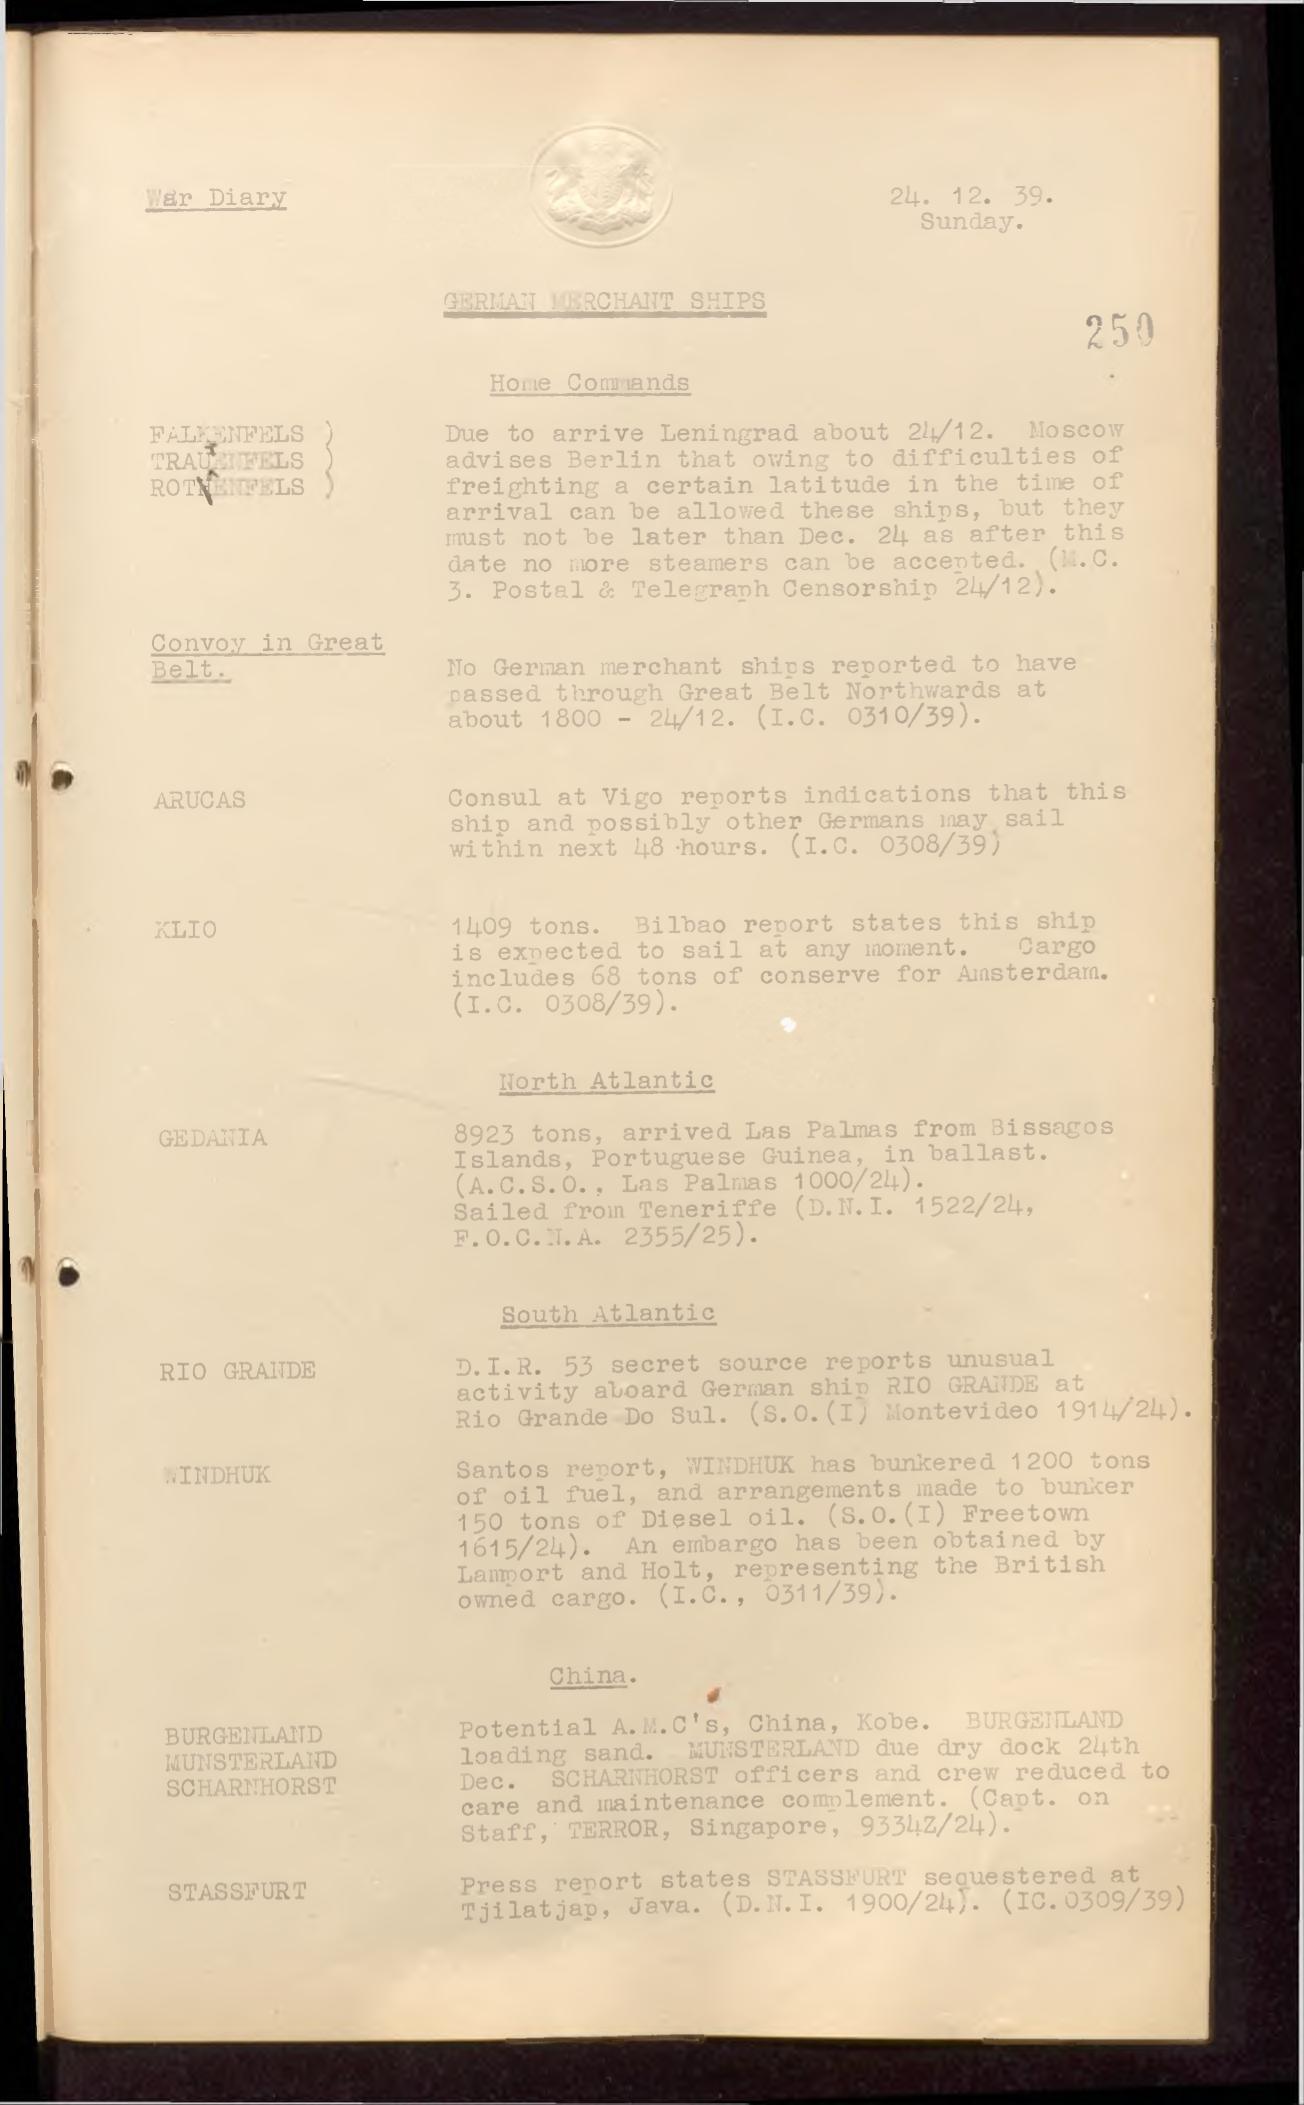 War Diary
24. 12. 39.
Sunday.
GERMAN MERCHANT SHIPS
250
Home Commands
FALKENFELS )
TRAUENFELS )
ROTHENFELS )
Due to arrive Leningrad about 24/12. Moscow
advises Berlin that owing to difficulties of
freighting a certain latitude in the time of
arrival can be allowed these ships, but they
must not be later than Dec. 24 as after this
date no more steamers can be accepted. (M.C.
3. Postal & Telegraph Censorship 24/12).
Convoy in Great
Belt.
No German merchant ships reported to have
passed through Great Belt Northwards at
about 1800 - 24/12. (I.C. 0310/39).
ARUCAS
Consul at Vigo reports indications that this
ship and possibly other Germans may sail
within next 48 hours. (I.C. 0308/39)
KLIO
1409 tons. Bilbao report states this ship
is expected to sail at any moment. Cargo
includes 68 tons of conserve for Amsterdam.
(I.C. 0308/39).
North Atlantic
GEDANIA
8923 tons, arrived Las Palmas from Bissagos
Islands, Portuguese Guinea, in ballast.
(A.C.S.O., Las Palmas 1000/24).
Sailed from Teneriffe (D.N.I. 1522/24,
F.O.C.N.A. 2355/25).
South Atlantic
RIO GRANDE
D.I.R. 53 secret source reports unusual
activity aboard German ship RIO GRANDE at
Rio Grande Do Sul. (S.O.(I) Montevideo 1914/24).
WINDHUK
Santos report, WINDHUK has bunkered 1200 tons
of oil fuel, and arrangements made to bunker
150 tons of Diesel oil. (S.O.(I) Freetown
1615/24). An embargo has been obtained by
Lamport and Holt, representing the British
owned cargo. (I.C., 0311/39).
China.
BURGENLAND
MUNSTERLAND
SCHARNHORST
Potential A.M.C's, China, Kobe. BURGENLAND
loading sand. MUNSTERLAND due dry dock 24th
Dec. SCHARNHORST officers and crew reduced to
care and maintenance complement. (Capt. on
Staff, TERROR, Singapore, 9334Z/24).
STASSFURT
Press report states STASSFURT sequestered at
Tjilatjap, Java. (D.N.I. 1900/24). (IC.0309/39)